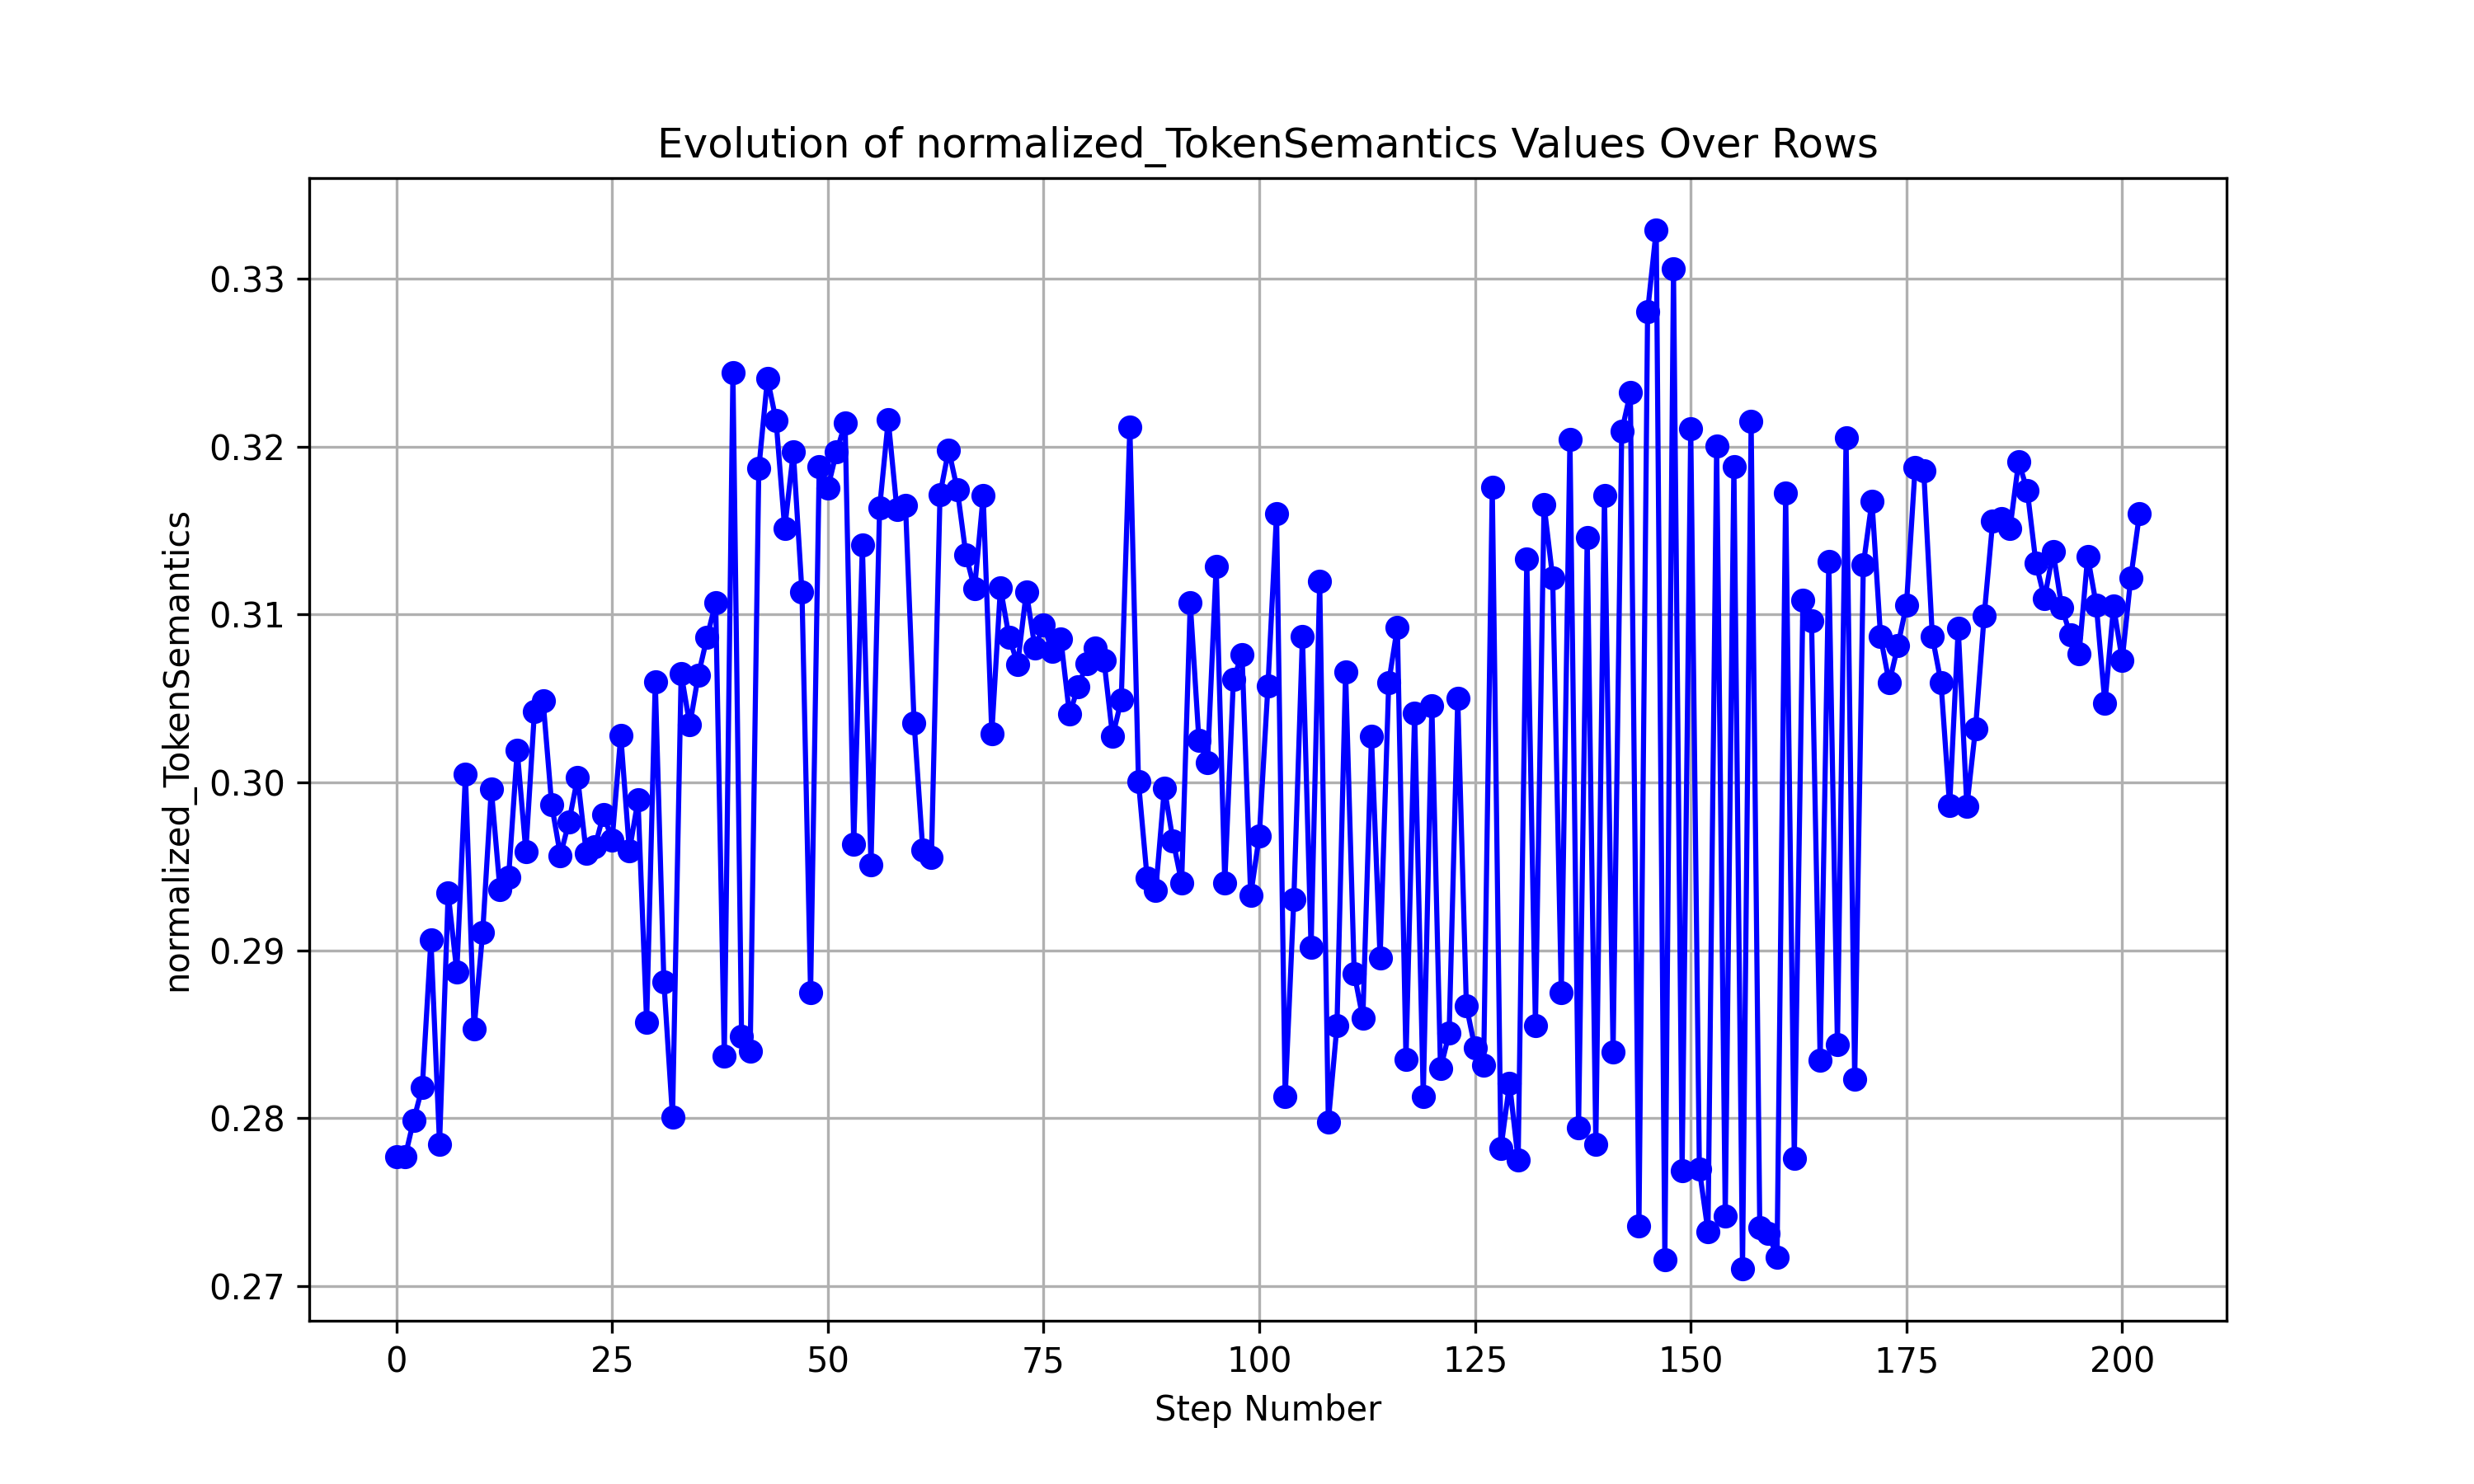 Evolution of normalized_TokenSemantics Values Over Rows
normalized_TokenSemantics
0.33
0.32
0.31
0.30
0.29
0.28
0.27
0 25 50 75 100 125 150 175 200
Step Number